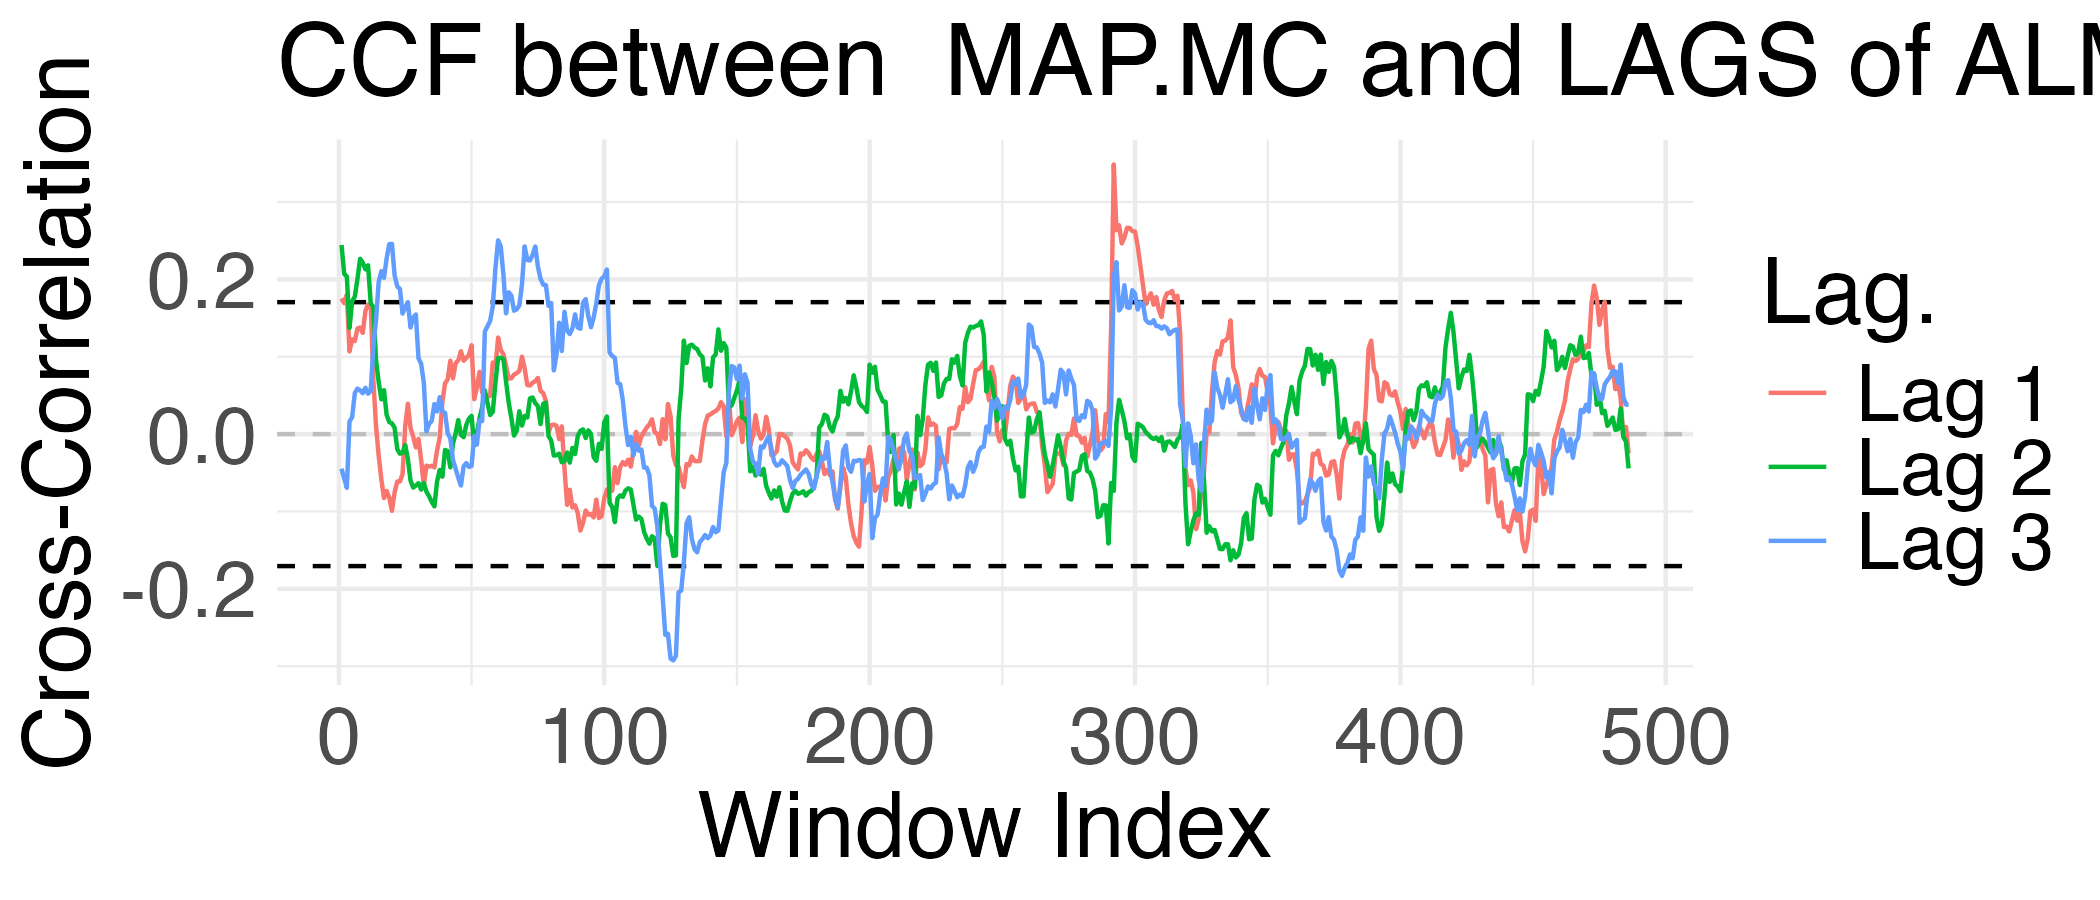 CCF between MAP.MC and LAGS of
Cross-Correlation
0.2
0.0
-0.2
0
100
200
300
400
500
Window Index
Lag.
Lag 1
Lag 2
Lag 3